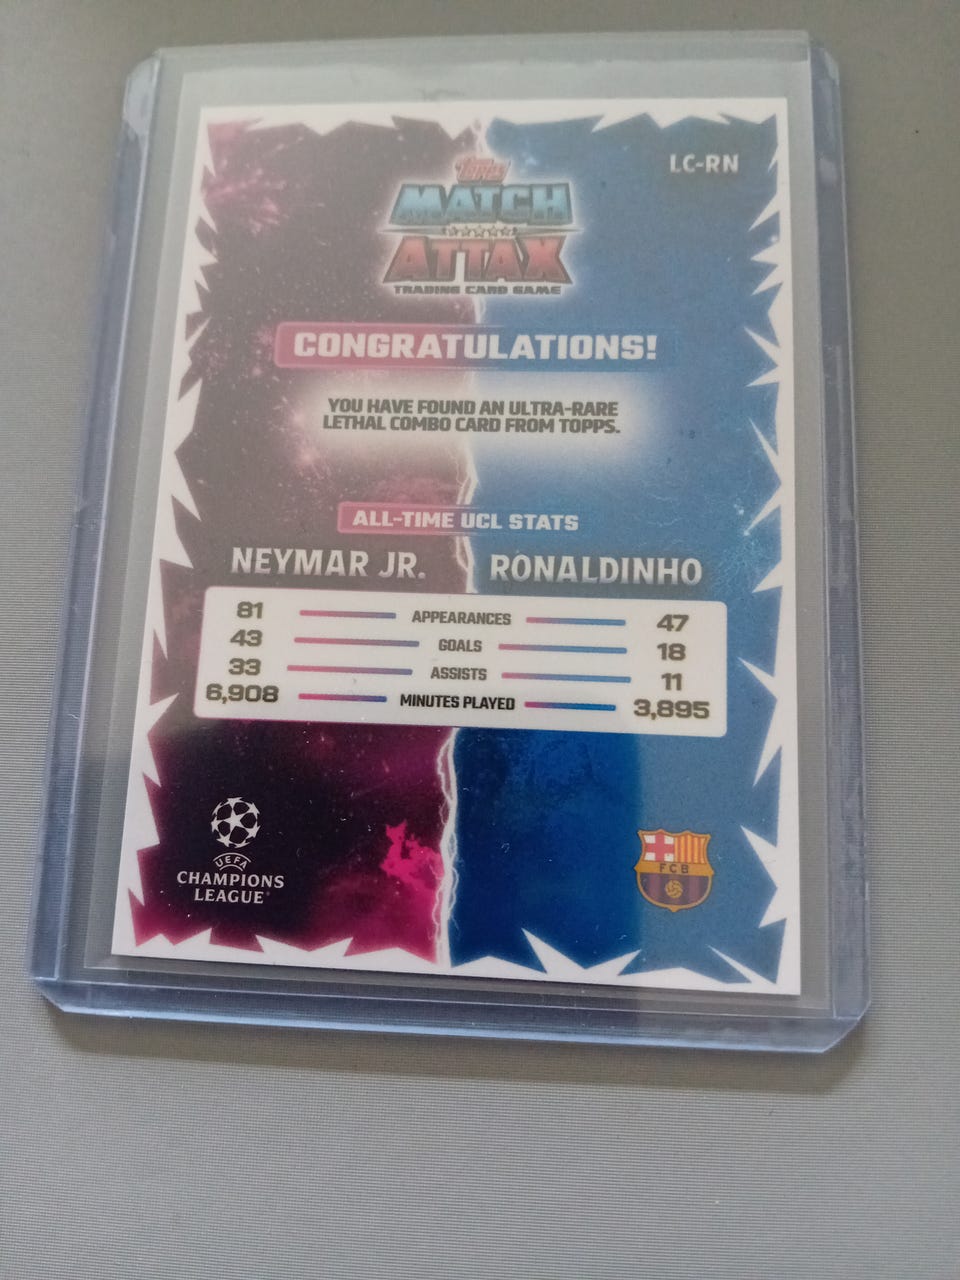 LC-RN
Topps
MATCH
ATTAX
TRADING CARD GAME
CONGRATULATIONS!
YOU HAVE FOUND AN ULTRA-RARE
LETHAL COMBO CARD FROM TOPPS.
ALL-TIME UCL STATS
NEYMAR JR. RONALDINHO
81 APPEARANCES 47
43 GOALS 18
33 ASSISTS 11
6,908 MINUTES PLAYED 3,895
UEFA
CHAMPIONS
LEAGUE
FCB